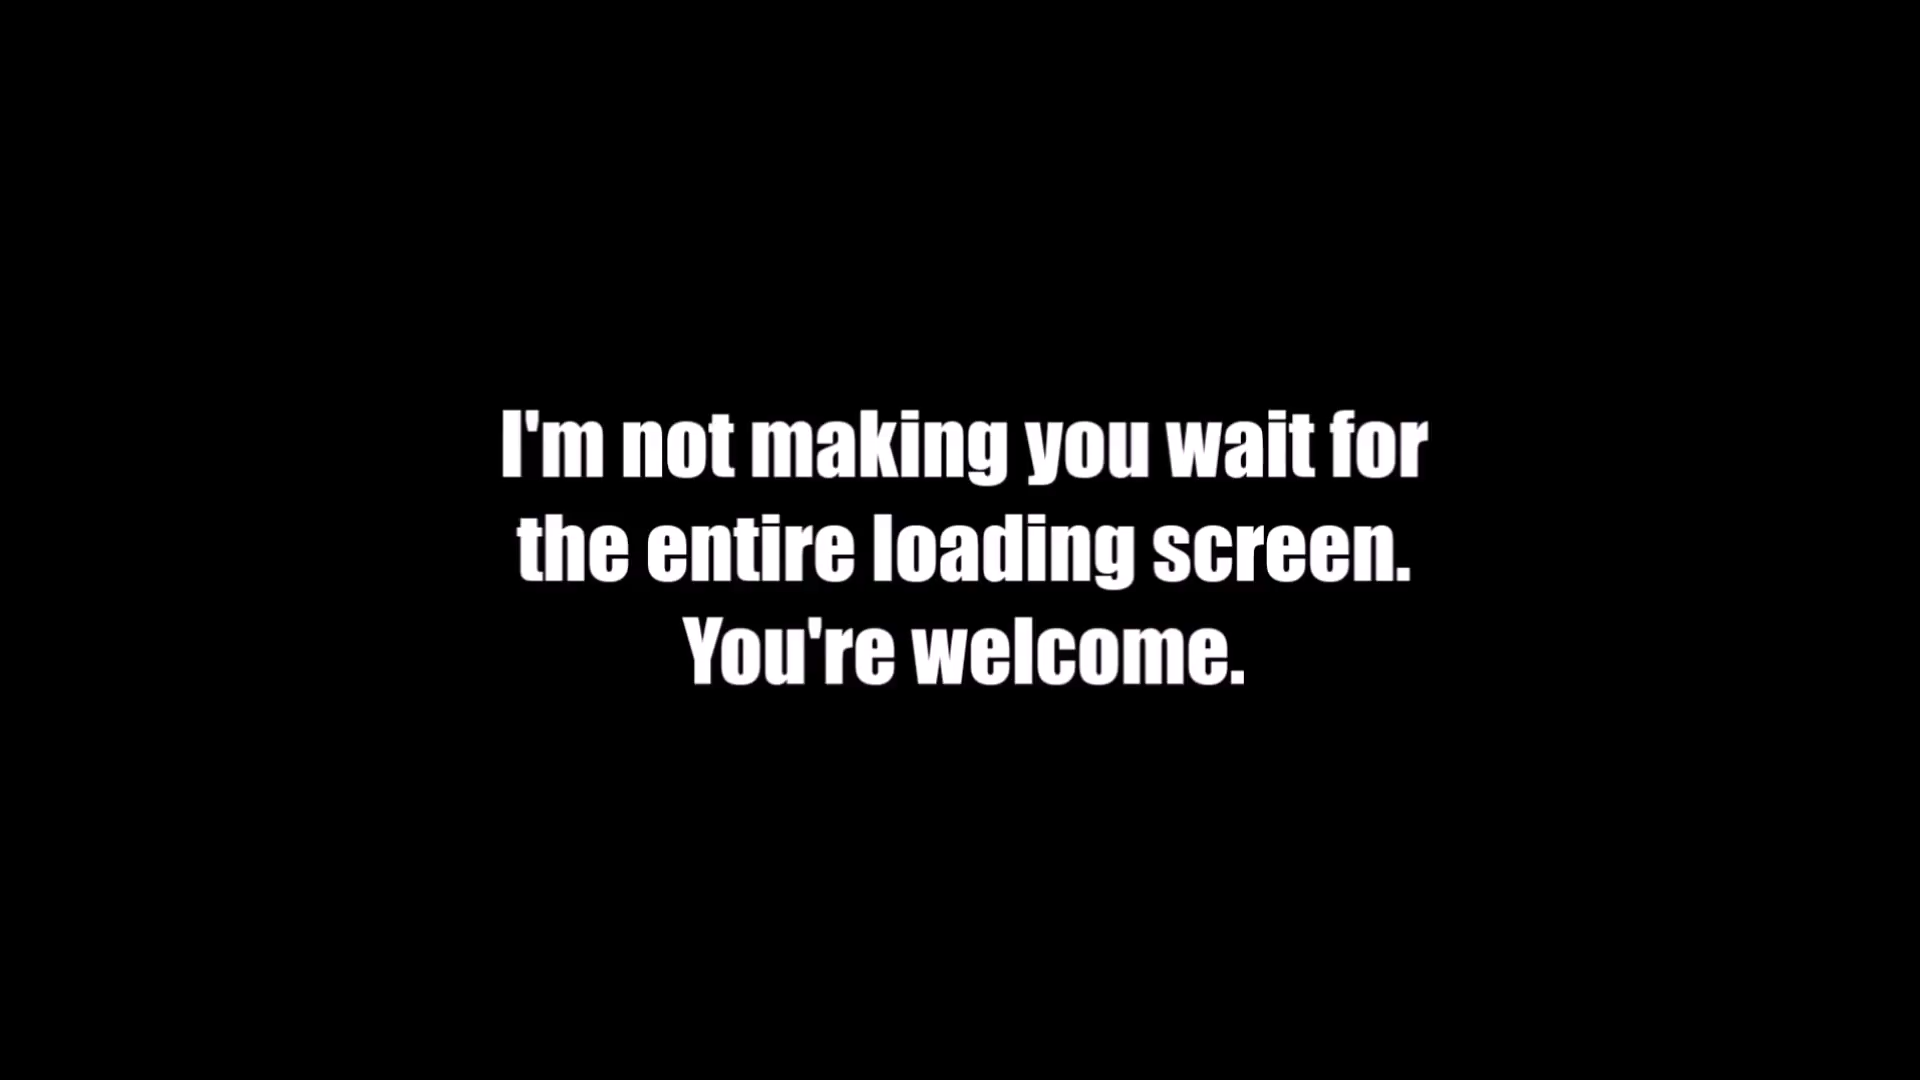 I'm not making you wait for
the entire loading screen.
You're welcome.